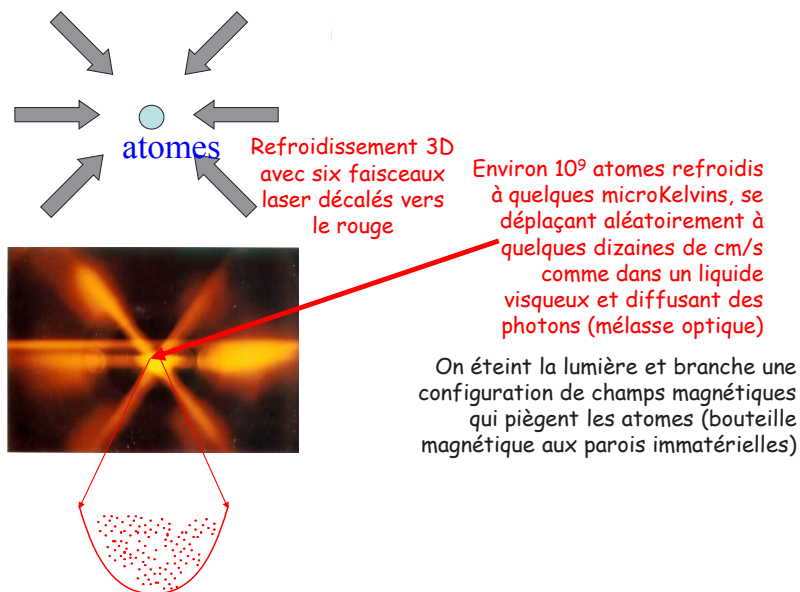 atomes
Refroidissement 3D
avec six faisceaux
laser décalés vers
le rouge
Environ 10⁹ atomes refroidis
à quelques microKelvins, se
déplaçant aléatoirement à
quelques dizaines de cm/s
comme dans un liquide
visqueux et diffusant des
photons (mélasse optique)
On éteint la lumière et branche une
configuration de champs magnétiques
qui piègent les atomes (bouteille
magnétique aux parois immatérielles)